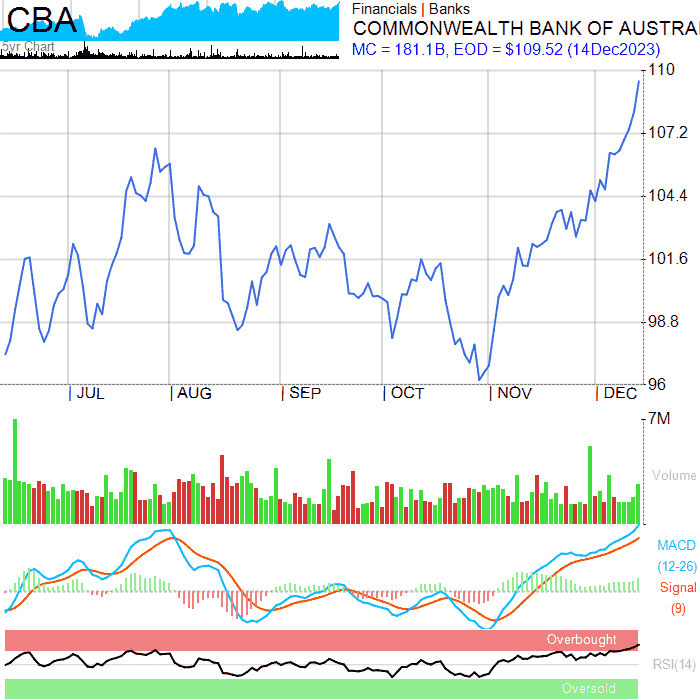 CBA
5yr Chart
Financials | Banks
COMMONWEALTH BANK OF AUSTRA
MC = 181.1B, EOD = $109.52 (14Dec2023)
110
107.2
104.4
101.6
98.8
96
JUL AUG SEP OCT NOV DEC
7M
Volume
MACD
(12-26)
Signal
(9)
Overbought
RSI(14)
Oversold